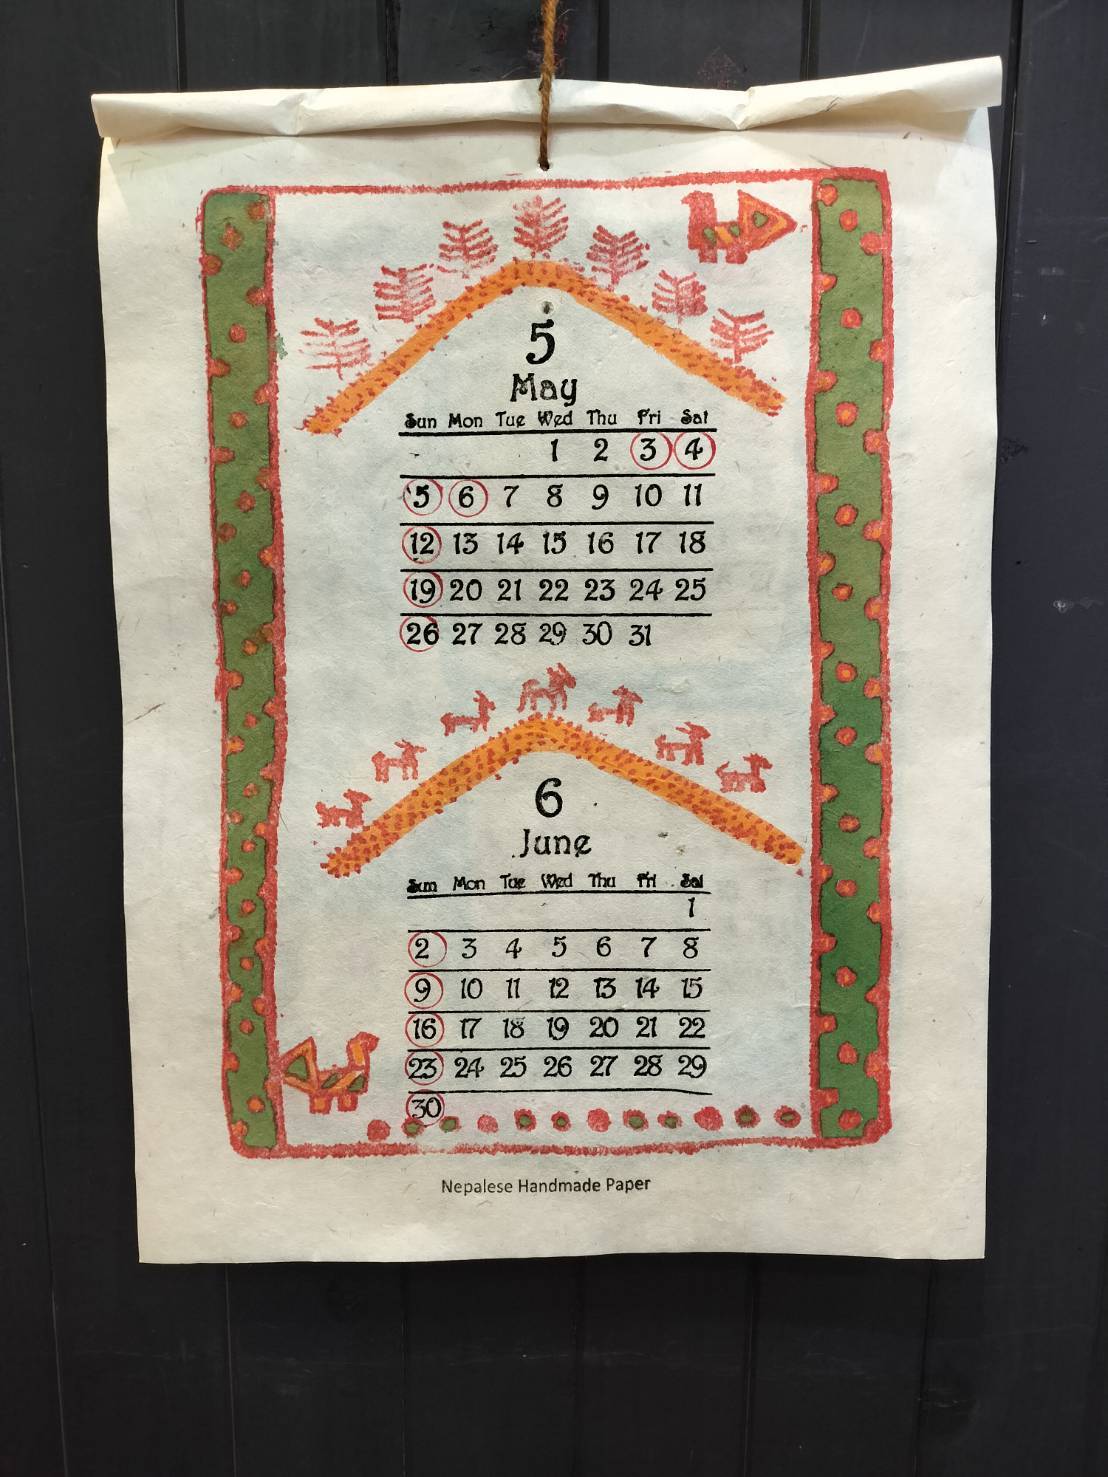 5
May
Sun Mon Tue Wed Thu Fri Sat
1 2 3 4
5 6 7 8 9 10 11
12 13 14 15 16 17 18
19 20 21 22 23 24 25
26 27 28 29 30 31
6
June
Sun Mon Tue Wed Thu Fri Sat
1
2 3 4 5 6 7 8
9 10 11 12 13 14 15
16 17 18 19 20 21 22
23 24 25 26 27 28 29
30
Nepalese Handmade Paper